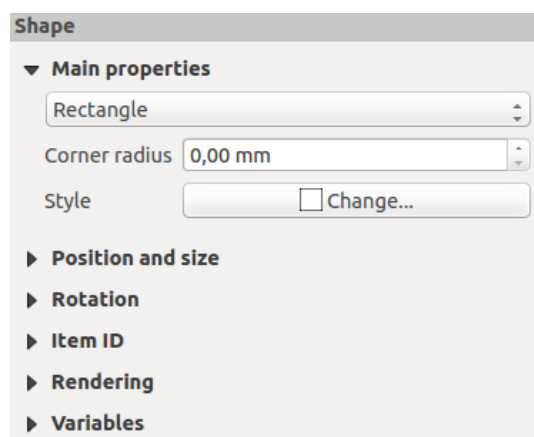 Shape
Main properties
Rectangle
Corner radius 0,00 mm
Style Change...
Position and size
Rotation
Item ID
Rendering
Variables